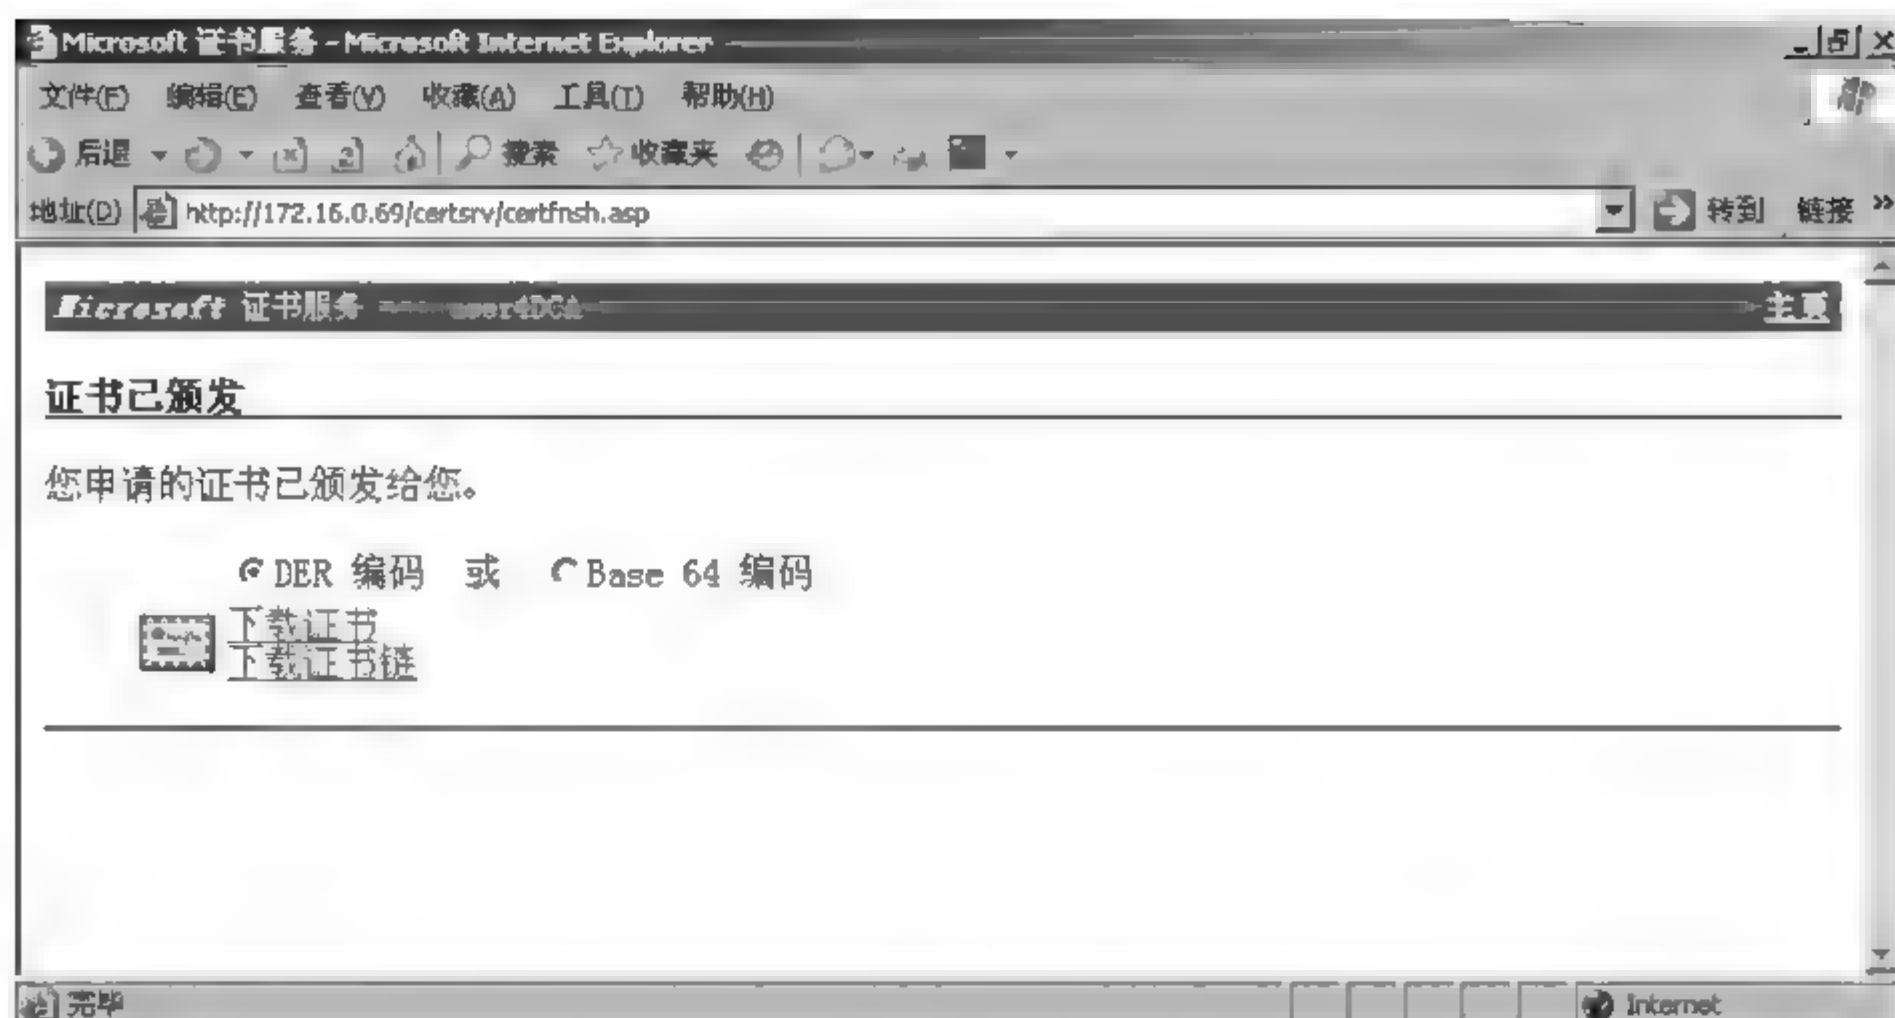 Microsoft 证书服务 - Microsoft Internet Explorer
文件(F) 编辑(E) 查看(V) 收藏(A) 工具(T) 帮助(H)
后退 搜索 收藏夹
地址(D) http://172.16.0.69/certsrv/certfnsh.asp 转到 链接 »
Microsoft 证书服务 主页
证书已颁发
您申请的证书已颁发给您。
DER 编码 或 Base 64 编码
下载证书
下载证书链
完毕 Internet